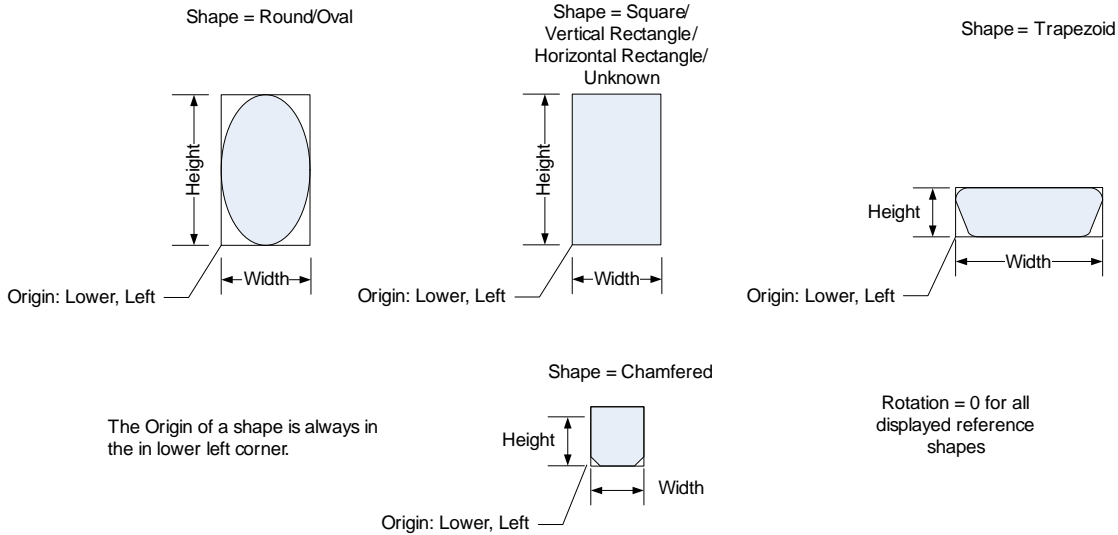 Shape = Round/Oval
Height
Width
Origin: Lower, Left
Shape = Square/
Vertical Rectangle/
Horizontal Rectangle/
Unknown
Height
Width
Origin: Lower, Left
Shape = Trapezoid
Height
Width
Origin: Lower, Left
The Origin of a shape is always in
the in lower left corner.
Shape = Chamfered
Height
Width
Origin: Lower, Left
Rotation = 0 for all
displayed reference
shapes